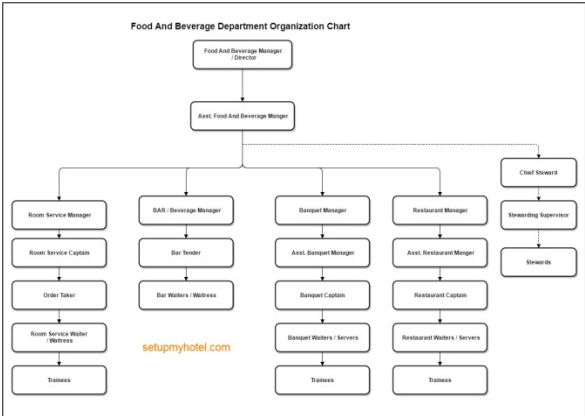 Food And Beverage Department Organization Chart
Food And Beverage Manager
/ Director
Asst. Food And Beverage Manger
Chief Steward
Room Service Manager
BAR / Beverage Manager
Banquet Manager
Restaurant Manager
Stewarding Supervisor
Room Service Captain
Bar Tender
Asst. Banquet Manager
Asst. Restaurant Manger
Stewards
Order Taker
Bar Waiters / Waitress
Banquet Captain
Restaurant Captain
Room Service Waiter
/ Waitress
Banquet Waiters / Servers
Restaurant Waiters / Servers
setupmyhotel.com
Trainees
Trainees
Trainees